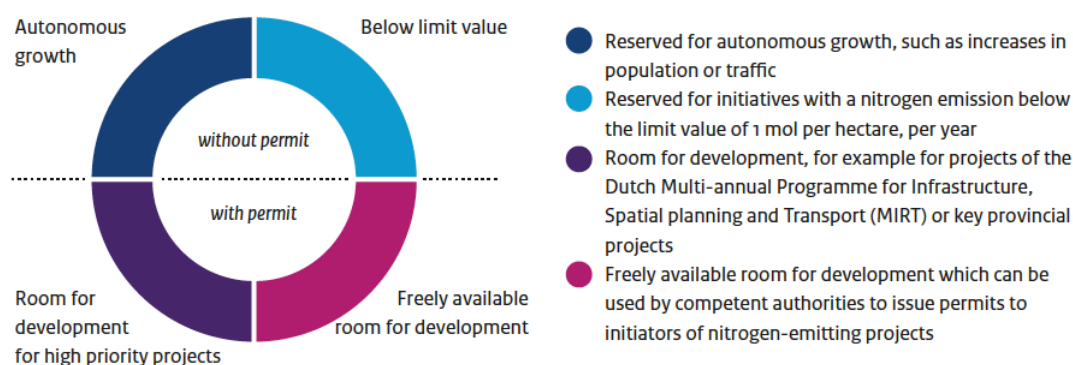 Autonomous
growth
Below limit value
without permit
with permit
Room for
development
for high priority projects
Freely available
room for development
Reserved for autonomous growth, such as increases in
population or traffic
Reserved for initiatives with a nitrogen emission below
the limit value of 1 mol per hectare, per year
Room for development, for example for projects of the
Dutch Multi-annual Programme for Infrastructure,
Spatial planning and Transport (MIRT) or key provincial
projects
Freely available room for development which can be
used by competent authorities to issue permits to
initiators of nitrogen-emitting projects